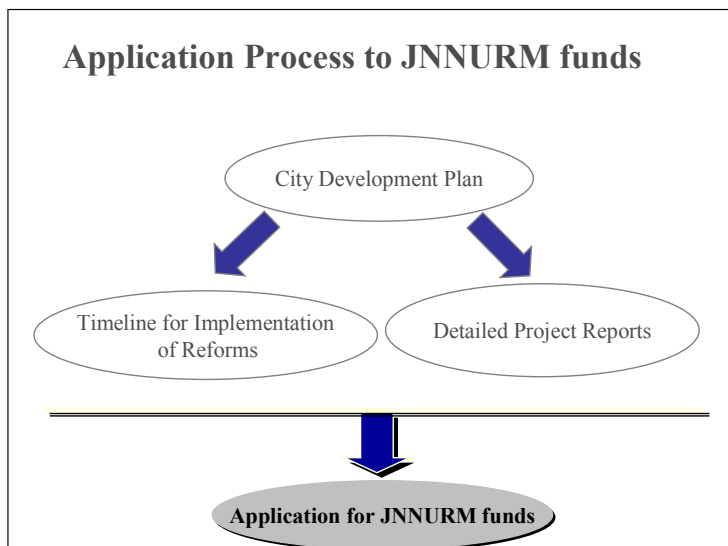 Application Process to JNNURM funds
City Development Plan
Timeline for Implementation
of Reforms
Detailed Project Reports
Application for JNNURM funds